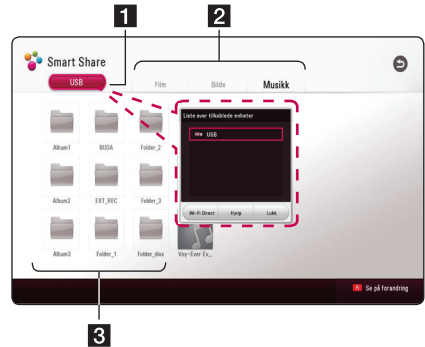 1
2
Smart Share
USB
Film
Bilde
Musikk
Liste over tilkoblede enheter
USB
Album1
BUDA
Folder_2
Album2
EXT_REC
Folder_3
Wi-Fi Direct
Hjelp
Lukk
Album3
Folder_1
Folder_divx
Voy-Ever Ex...
R Se på forandring
3